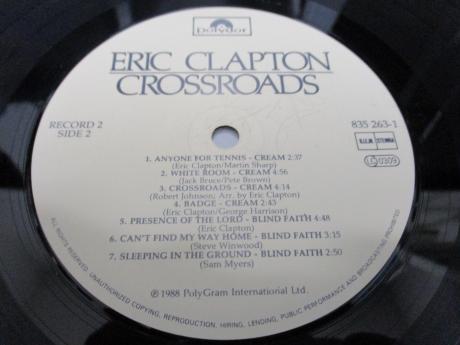 Polydor
ERIC CLAPTON
CROSSROADS
RECORD 2
SIDE 2
835 263-1
STEMRA
LC 0309
1. ANYONE FOR TENNIS - CREAM 2:37
(Eric Clapton/Martin Sharp)
2. WHITE ROOM - CREAM 4:56
(Jack Bruce/Pete Brown)
3. CROSSROADS - CREAM 4:14
(Robert Johnson; Arr. by Eric Clapton)
4. BADGE - CREAM 2:43
(Eric Clapton/George Harrison)
5. PRESENCE OF THE LORD - BLIND FAITH 4:48
(Eric Clapton)
6. CAN'T FIND MY WAY HOME - BLIND FAITH 3:15
(Steve Winwood)
7. SLEEPING IN THE GROUND - BLIND FAITH 2:50
(Sam Myers)
℗ 1988 PolyGram International Ltd.
ALL RIGHTS RESERVED. UNAUTHORIZED COPYING, REPRODUCTION, HIRING, LENDING, PUBLIC PERFORMANCE AND BROADCASTING PROHIBITED